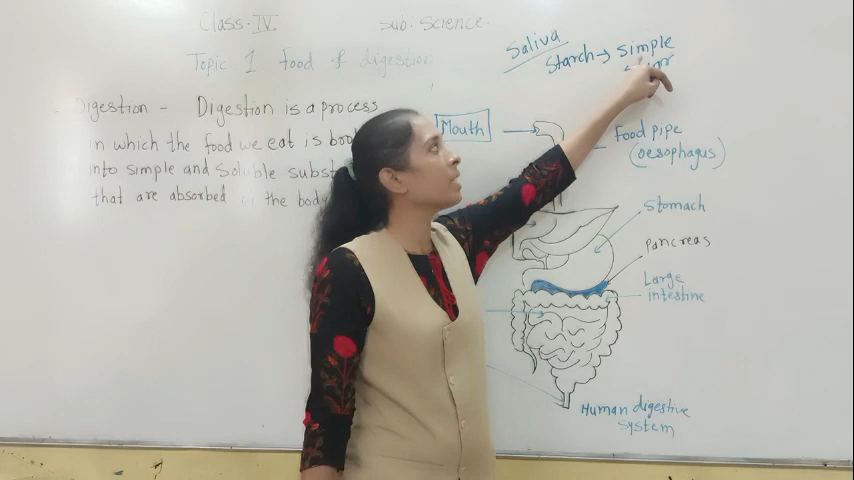 Class. IV. Sub: Science.
Topic 1 Food & digestion
Digestion - Digestion is a process
in which the food we eat is
into simple and Soluble
that are absorbed the body
Saliva
Starch → Simple
Mouth
Food pipe
(oesophagus)
Stomach
Pancreas
Large
intestine
Human digestive
system